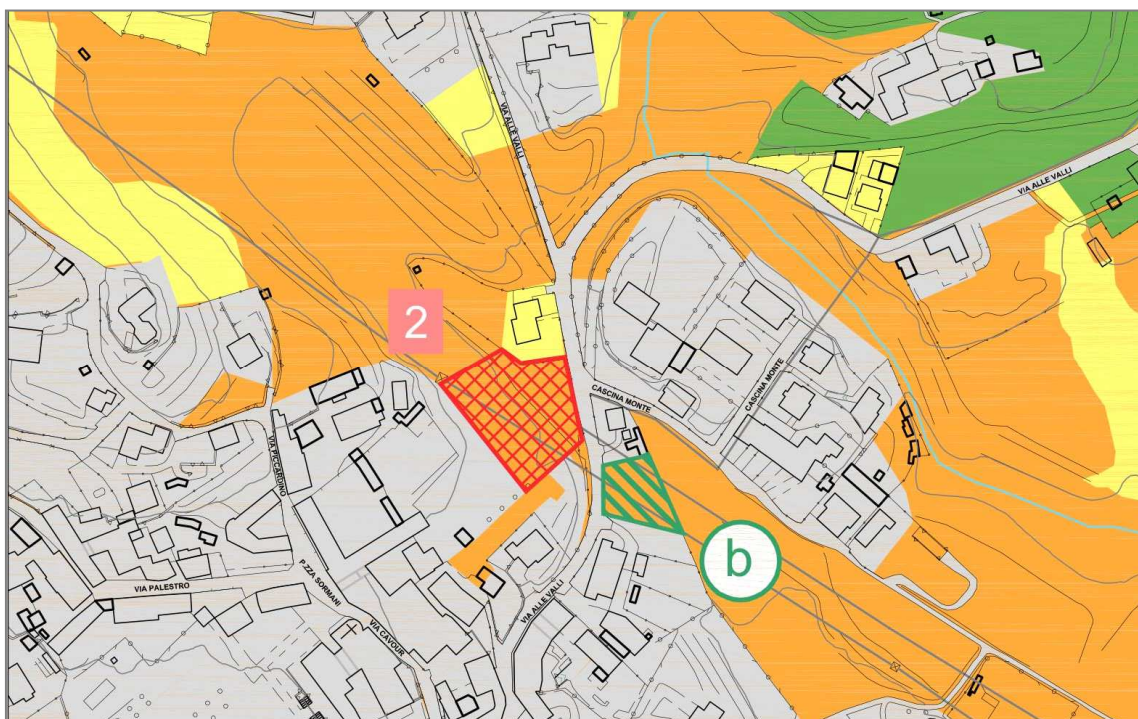 VIA ALLE VALLI
VIA ALLE VALLI
2
CASCINA MONTE
CASCINA MONTE
VIA PICCARDINO
b
VIA PALESTRO
P.ZZA SORMANI
VIA ALLE VALLI
VIA CAVOUR